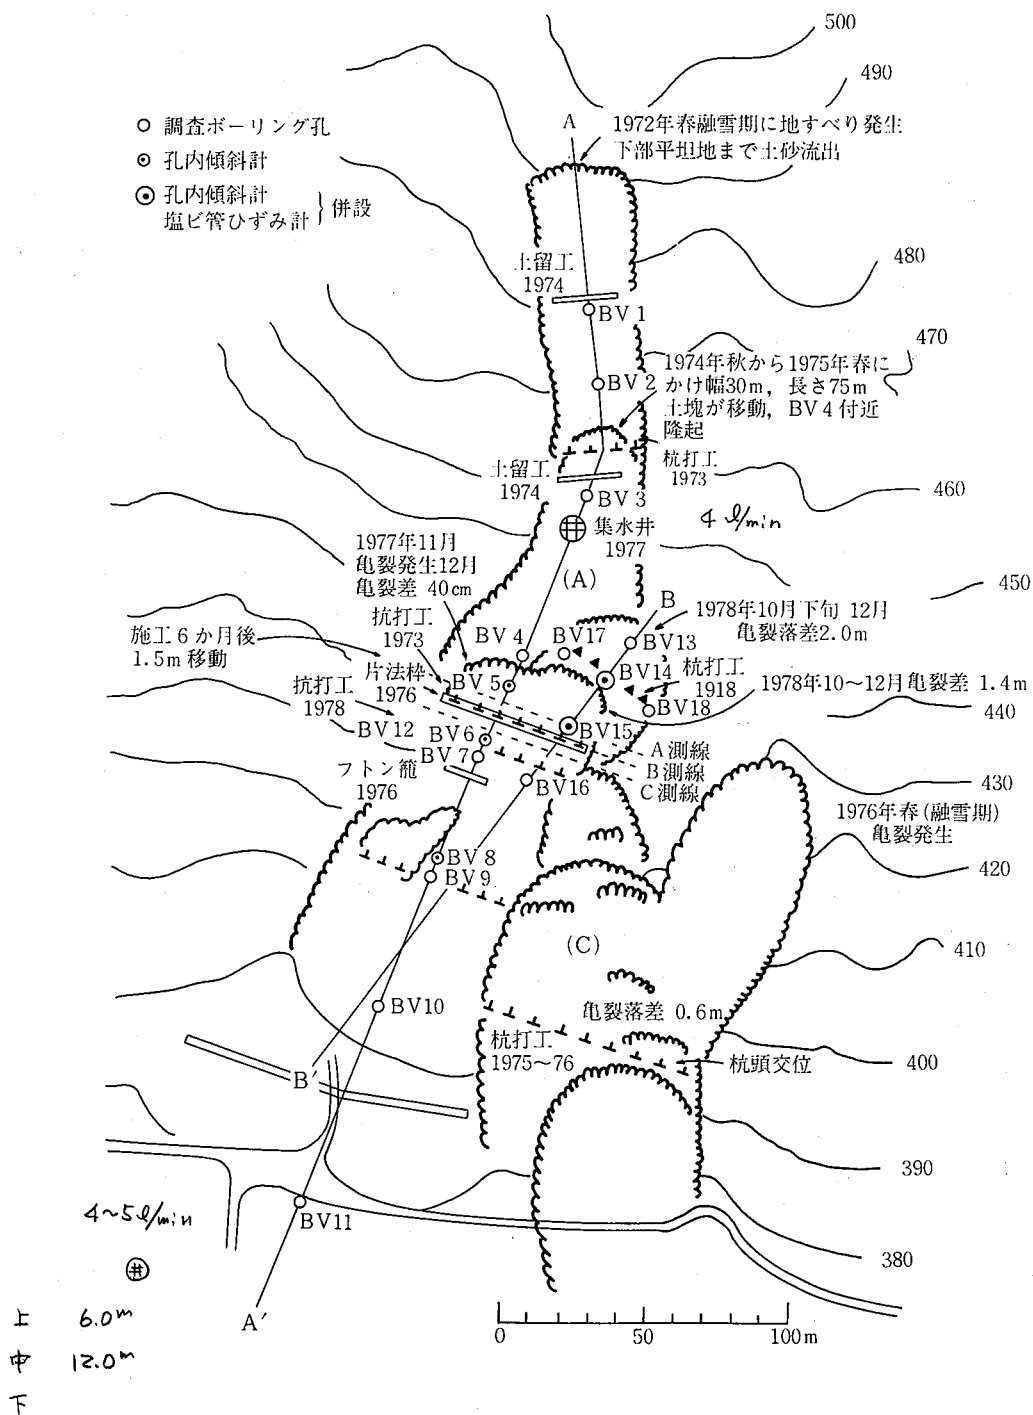 500
490
A
1972年春融雪期に地すべり発生
下部平坦地まで土砂流出
調査ボーリング孔
孔内傾斜計
孔内傾斜計
塩ビ管ひずみ計
併設
480
土留工
1974
BV 1
470
1974年秋から1975年春に
かけ幅30m, 長さ75m
土塊が移動, BV 4 付近
隆起
BV 2
杭打工
1973
土留工
1974
460
BV 3
4 ℓ/min
集水井
1977
1977年11月
亀裂発生12月
亀裂差 40cm
(A)
450
B
1978年10月下旬 12月
亀裂落差2.0m
抗打工
1973
施工6か月後
1.5m 移動
BV 4
BV17
BV13
片法枠
1976
BV 5
BV14
杭打工
1918
1978年10~12月亀裂差 1.4m
抗打工
1978
BV18
440
BV12
BV 6
BV15
BV 7
A測線
B測線
C測線
フトン籠
1976
BV16
430
1976年春(融雪期)
亀裂発生
BV 8
BV 9
420
(C)
410
BV10
亀裂落差 0.6m
杭打工
1975~76
杭頭交位
400
B′
390
4~5ℓ/min
BV11
380
井
上 6.0m
中 12.0m
下
A′
0 50 100m